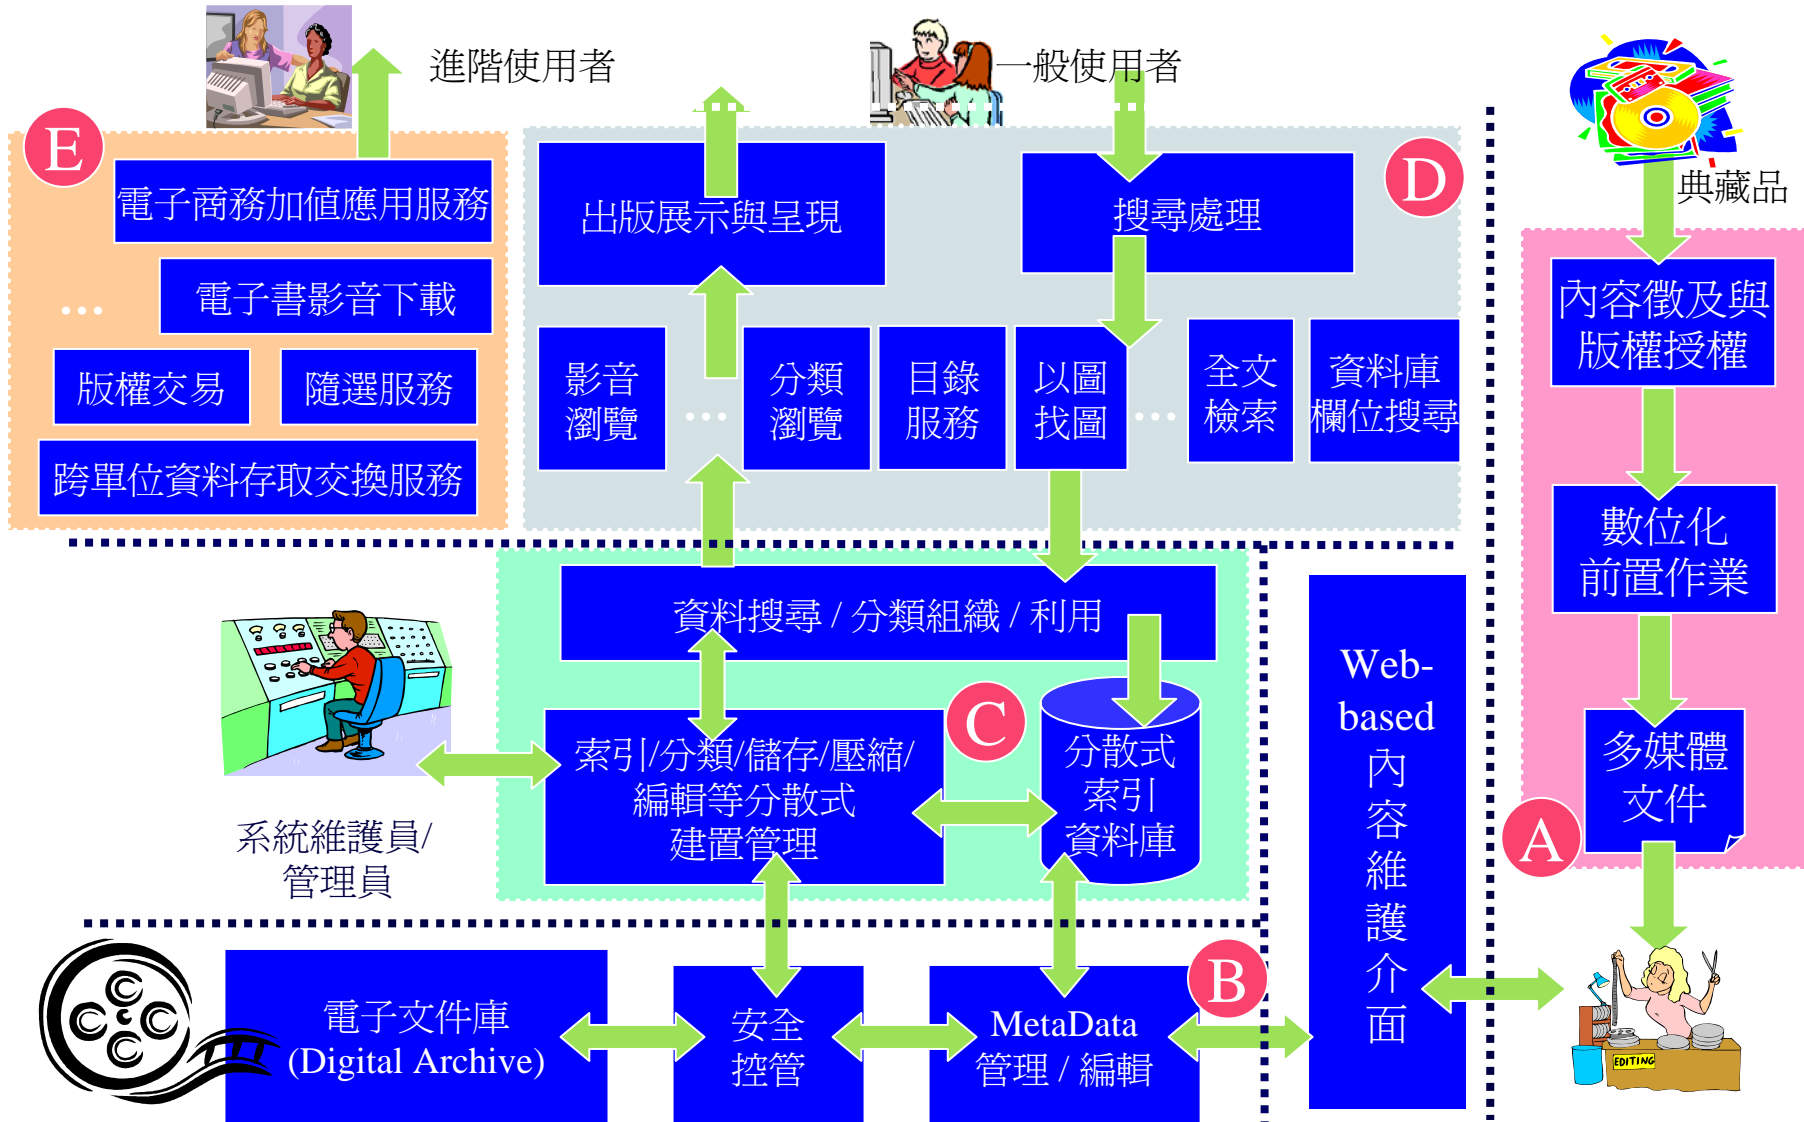 進階使用者
一般使用者
典藏品
E
電子商務加值應用服務
…
電子書影音下載
版權交易
隨選服務
跨單位資料存取交換服務
D
出版展示與呈現
搜尋處理
影音
瀏覽
…
分類
瀏覽
目錄
服務
以圖
找圖
…
全文
檢索
資料庫
欄位搜尋
內容徵及與
版權授權
數位化
前置作業
多媒體
文件
A
資料搜尋 / 分類組織 / 利用
C
索引/分類/儲存/壓縮/
編輯等分散式
建置管理
分散式
索引
資料庫
系統維護員/
管理員
Web-
based
內
容
維
護
介
面
B
電子文件庫
(Digital Archive)
安全
控管
MetaData
管理 / 編輯
EDITING